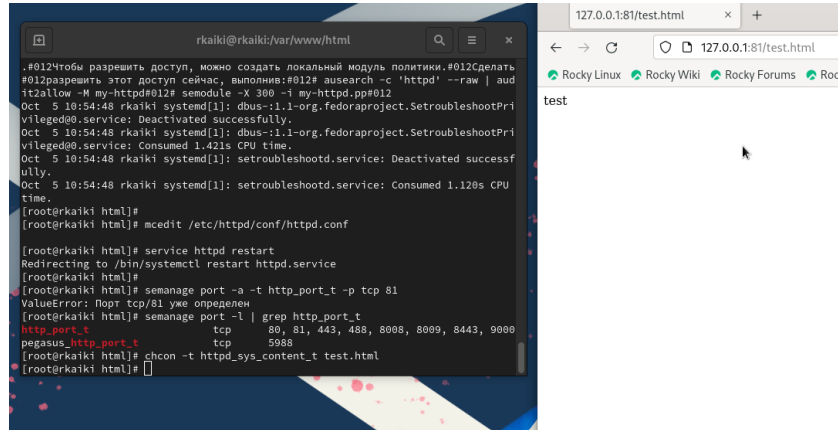 rkaiki@rkaiki:/var/www/html
.#012Чтобы разрешить доступ, можно создать локальный модуль политики.#012Сделать
#012разрешить этот доступ сейчас, выполнив:#012# ausearch -c 'httpd' --raw | aud
it2allow -M my-httpd#012# semodule -X 300 -i my-httpd.pp#012
Oct  5 10:54:48 rkaiki systemd[1]: dbus-:1.1-org.fedoraproject.SetroubleshootPri
vileged@0.service: Deactivated successfully.
Oct  5 10:54:48 rkaiki systemd[1]: dbus-:1.1-org.fedoraproject.SetroubleshootPri
vileged@0.service: Consumed 1.421s CPU time.
Oct  5 10:54:48 rkaiki systemd[1]: setroubleshootd.service: Deactivated successf
ully.
Oct  5 10:54:48 rkaiki systemd[1]: setroubleshootd.service: Consumed 1.120s CPU
time.
[root@rkaiki html]#
[root@rkaiki html]# mcedit /etc/httpd/conf/httpd.conf
[root@rkaiki html]# service httpd restart
Redirecting to /bin/systemctl restart httpd.service
[root@rkaiki html]# semanage port -a -t http_port_t -p tcp 81
ValueError: Порт tcp/81 уже определен
[root@rkaiki html]# semanage port -l | grep http_port_t
http_port_t                    tcp      80, 81, 443, 488, 8008, 8009, 8443, 9000
pegasus_http_port_t            tcp      5988
[root@rkaiki html]# chcon -t httpd_sys_content_t test.html
[root@rkaiki html]#
127.0.0.1:81/test.html
127.0.0.1:81/test.html
Rocky Linux Rocky Wiki Rocky Forums Roc
test